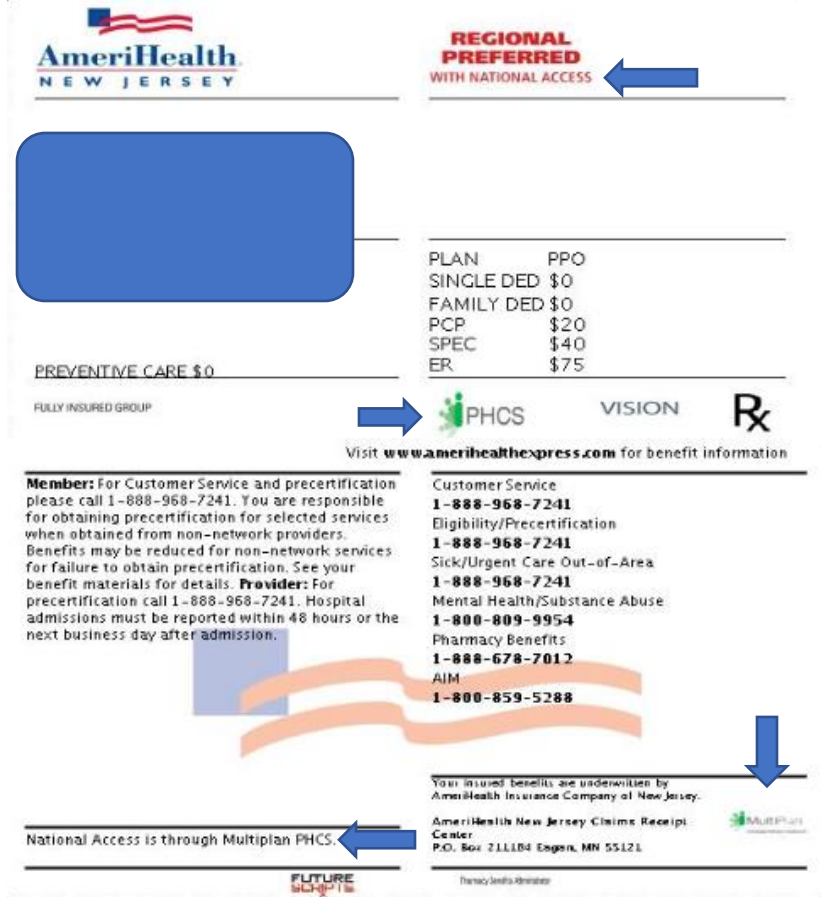 AmeriHealth
NEW JERSEY
REGIONAL
PREFERRED
WITH NATIONAL ACCESS
PLAN PPO
SINGLE DED $0
FAMILY DED $0
PCP $20
SPEC $40
ER $75
PREVENTIVE CARE $0
FULLY INSURED GROUP
PHCS
VISION
Rx
Visit www.amerihealthexpress.com for benefit information
Member: For Customer Service and precertification
please call 1-888-968-7241. You are responsible
for obtaining precertification for selected services
when obtained from non-network providers.
Benefits may be reduced for non-network services
for failure to obtain precertification. See your
benefit materials for details. Provider: For
precertification call 1-888-968-7241. Hospital
admissions must be reported within 48 hours or the
next business day after admission.
Customer Service
1-888-968-7241
Eligibility/Precertification
1-888-968-7241
Sick/Urgent Care Out-of-Area
1-888-968-7241
Mental Health/Substance Abuse
1-800-809-9954
Pharmacy Benefits
1-888-678-7012
AIM
1-800-859-5288
National Access is through Multiplan PHCS.
Your insured benefits are underwritten by
AmeriHealth Insurance Company of New Jersey.
AmeriHealth New Jersey Claims Receipt
Center
P.O. Box 211184 Eagan, MN 55121
MultiPlan
FUTURE
SCRIPTS
Pharmacy Benefits Administrator